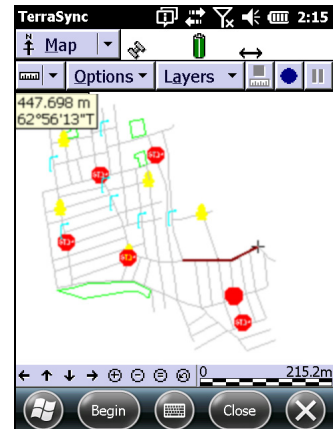 TerraSync 2:15
Map
Options Layers
447.698 m
62°56'13"T
0 215.2m
Begin Close